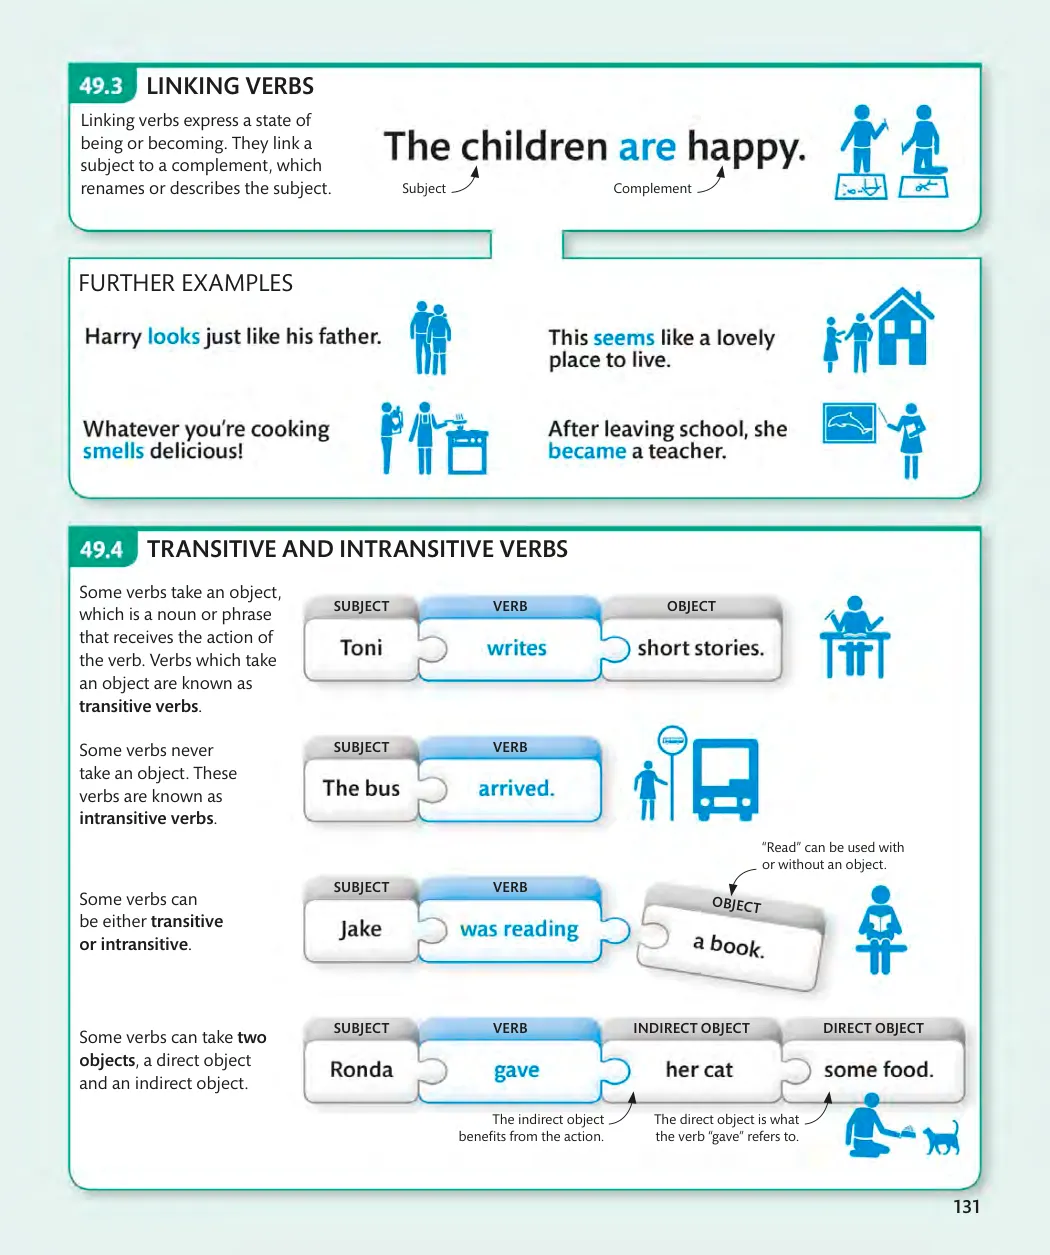 49.3 LINKING VERBS
Linking verbs express a state of
being or becoming. They link a
subject to a complement, which
renames or describes the subject.
The children are happy.
Subject
Complement
FURTHER EXAMPLES
Harry looks just like his father.
This seems like a lovely
place to live.
Whatever you're cooking
smells delicious!
After leaving school, she
became a teacher.
49.4 TRANSITIVE AND INTRANSITIVE VERBS
Some verbs take an object,
which is a noun or phrase
that receives the action of
the verb. Verbs which take
an object are known as
transitive verbs.
SUBJECT VERB OBJECT
Toni writes short stories.
Some verbs never
take an object. These
verbs are known as
intransitive verbs.
SUBJECT VERB
The bus arrived.
Some verbs can
be either transitive
or intransitive.
"Read" can be used with
or without an object.
SUBJECT VERB OBJECT
Jake was reading a book.
Some verbs can take two
objects, a direct object
and an indirect object.
SUBJECT VERB INDIRECT OBJECT DIRECT OBJECT
Ronda gave her cat some food.
The indirect object
benefits from the action.
The direct object is what
the verb "gave" refers to.
131